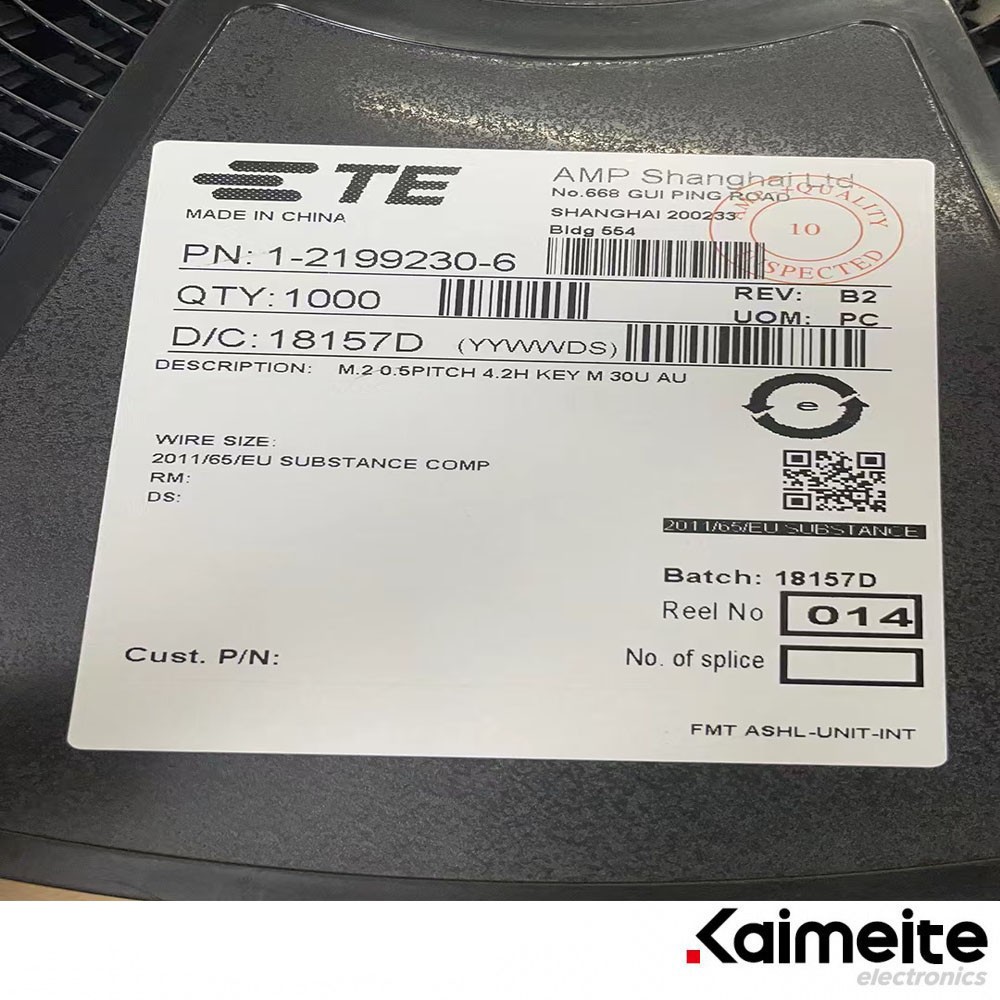 TE
MADE IN CHINA
AMP Shanghai Ltd
No.668 GUI PING ROAD
SHANGHAI 200233
Bldg 554
QUALITY
10
PN: 1-2199230-6
QTY: 1000
REV: B2
UOM: PC
D/C: 18157D (YYWWDS)
DESCRIPTION: M.2 0.5PITCH 4.2H KEY M 30U AU
e
WIRE SIZE:
2011/65/EU SUBSTANCE COMP
RM:
DS:
2011/65/EU SUBSTANCE
Batch: 18157D
Reel No 014
Cust. P/N:
No. of splice
FMT ASHL-UNIT-INT
Kaimeite
electronics